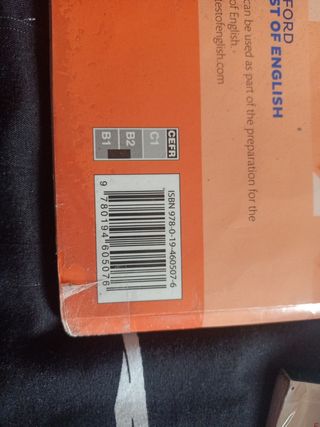 FORD
ST OF ENGLISH
can be used as part of the preparation for the
of English.
testofenglish.com
CEFR
C1
B2
B1
ISBN 978-0-19-460507-6
9 780194 605076